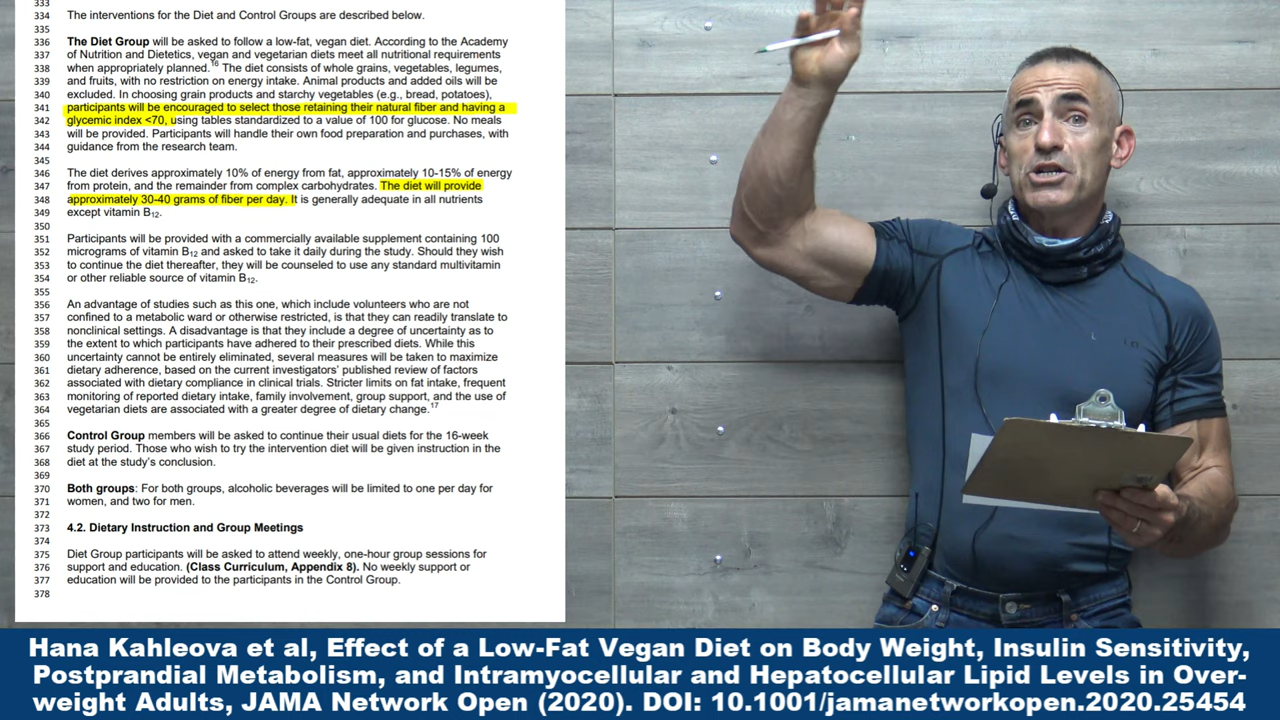 333
334 The interventions for the Diet and Control Groups are described below.
335
336 The Diet Group will be asked to follow a low-fat, vegan diet. According to the Academy
337 of Nutrition and Dietetics, vegan and vegetarian diets meet all nutritional requirements
338 when appropriately planned.16 The diet consists of whole grains, vegetables, legumes,
339 and fruits, with no restriction on energy intake. Animal products and added oils will be
340 excluded. In choosing grain products and starchy vegetables (e.g., bread, potatoes),
341 participants will be encouraged to select those retaining their natural fiber and having a
342 glycemic index <70, using tables standardized to a value of 100 for glucose. No meals
343 will be provided. Participants will handle their own food preparation and purchases, with
344 guidance from the research team.
345
346 The diet derives approximately 10% of energy from fat, approximately 10-15% of energy
347 from protein, and the remainder from complex carbohydrates. The diet will provide
348 approximately 30-40 grams of fiber per day. It is generally adequate in all nutrients
349 except vitamin B12.
350
351 Participants will be provided with a commercially available supplement containing 100
352 micrograms of vitamin B12 and asked to take it daily during the study. Should they wish
353 to continue the diet thereafter, they will be counseled to use any standard multivitamin
354 or other reliable source of vitamin B12.
355
356 An advantage of studies such as this one, which include volunteers who are not
357 confined to a metabolic ward or otherwise restricted, is that they can readily translate to
358 nonclinical settings. A disadvantage is that they include a degree of uncertainty as to
359 the extent to which participants have adhered to their prescribed diets. While this
360 uncertainty cannot be entirely eliminated, several measures will be taken to maximize
361 dietary adherence, based on the current investigators' published review of factors
362 associated with dietary compliance in clinical trials. Stricter limits on fat intake, frequent
363 monitoring of reported dietary intake, family involvement, group support, and the use of
364 vegetarian diets are associated with a greater degree of dietary change.17
365
366 Control Group members will be asked to continue their usual diets for the 16-week
367 study period. Those who wish to try the intervention diet will be given instruction in the
368 diet at the study's conclusion.
369
370 Both groups: For both groups, alcoholic beverages will be limited to one per day for
371 women, and two for men.
372
373 4.2. Dietary Instruction and Group Meetings
374
375 Diet Group participants will be asked to attend weekly, one-hour group sessions for
376 support and education. (Class Curriculum, Appendix 8). No weekly support or
377 education will be provided to the participants in the Control Group.
378
Hana Kahleova et al, Effect of a Low-Fat Vegan Diet on Body Weight, Insulin Sensitivity,
Postprandial Metabolism, and Intramyocellular and Hepatocellular Lipid Levels in Over-
weight Adults, JAMA Network Open (2020). DOI: 10.1001/jamanetworkopen.2020.25454